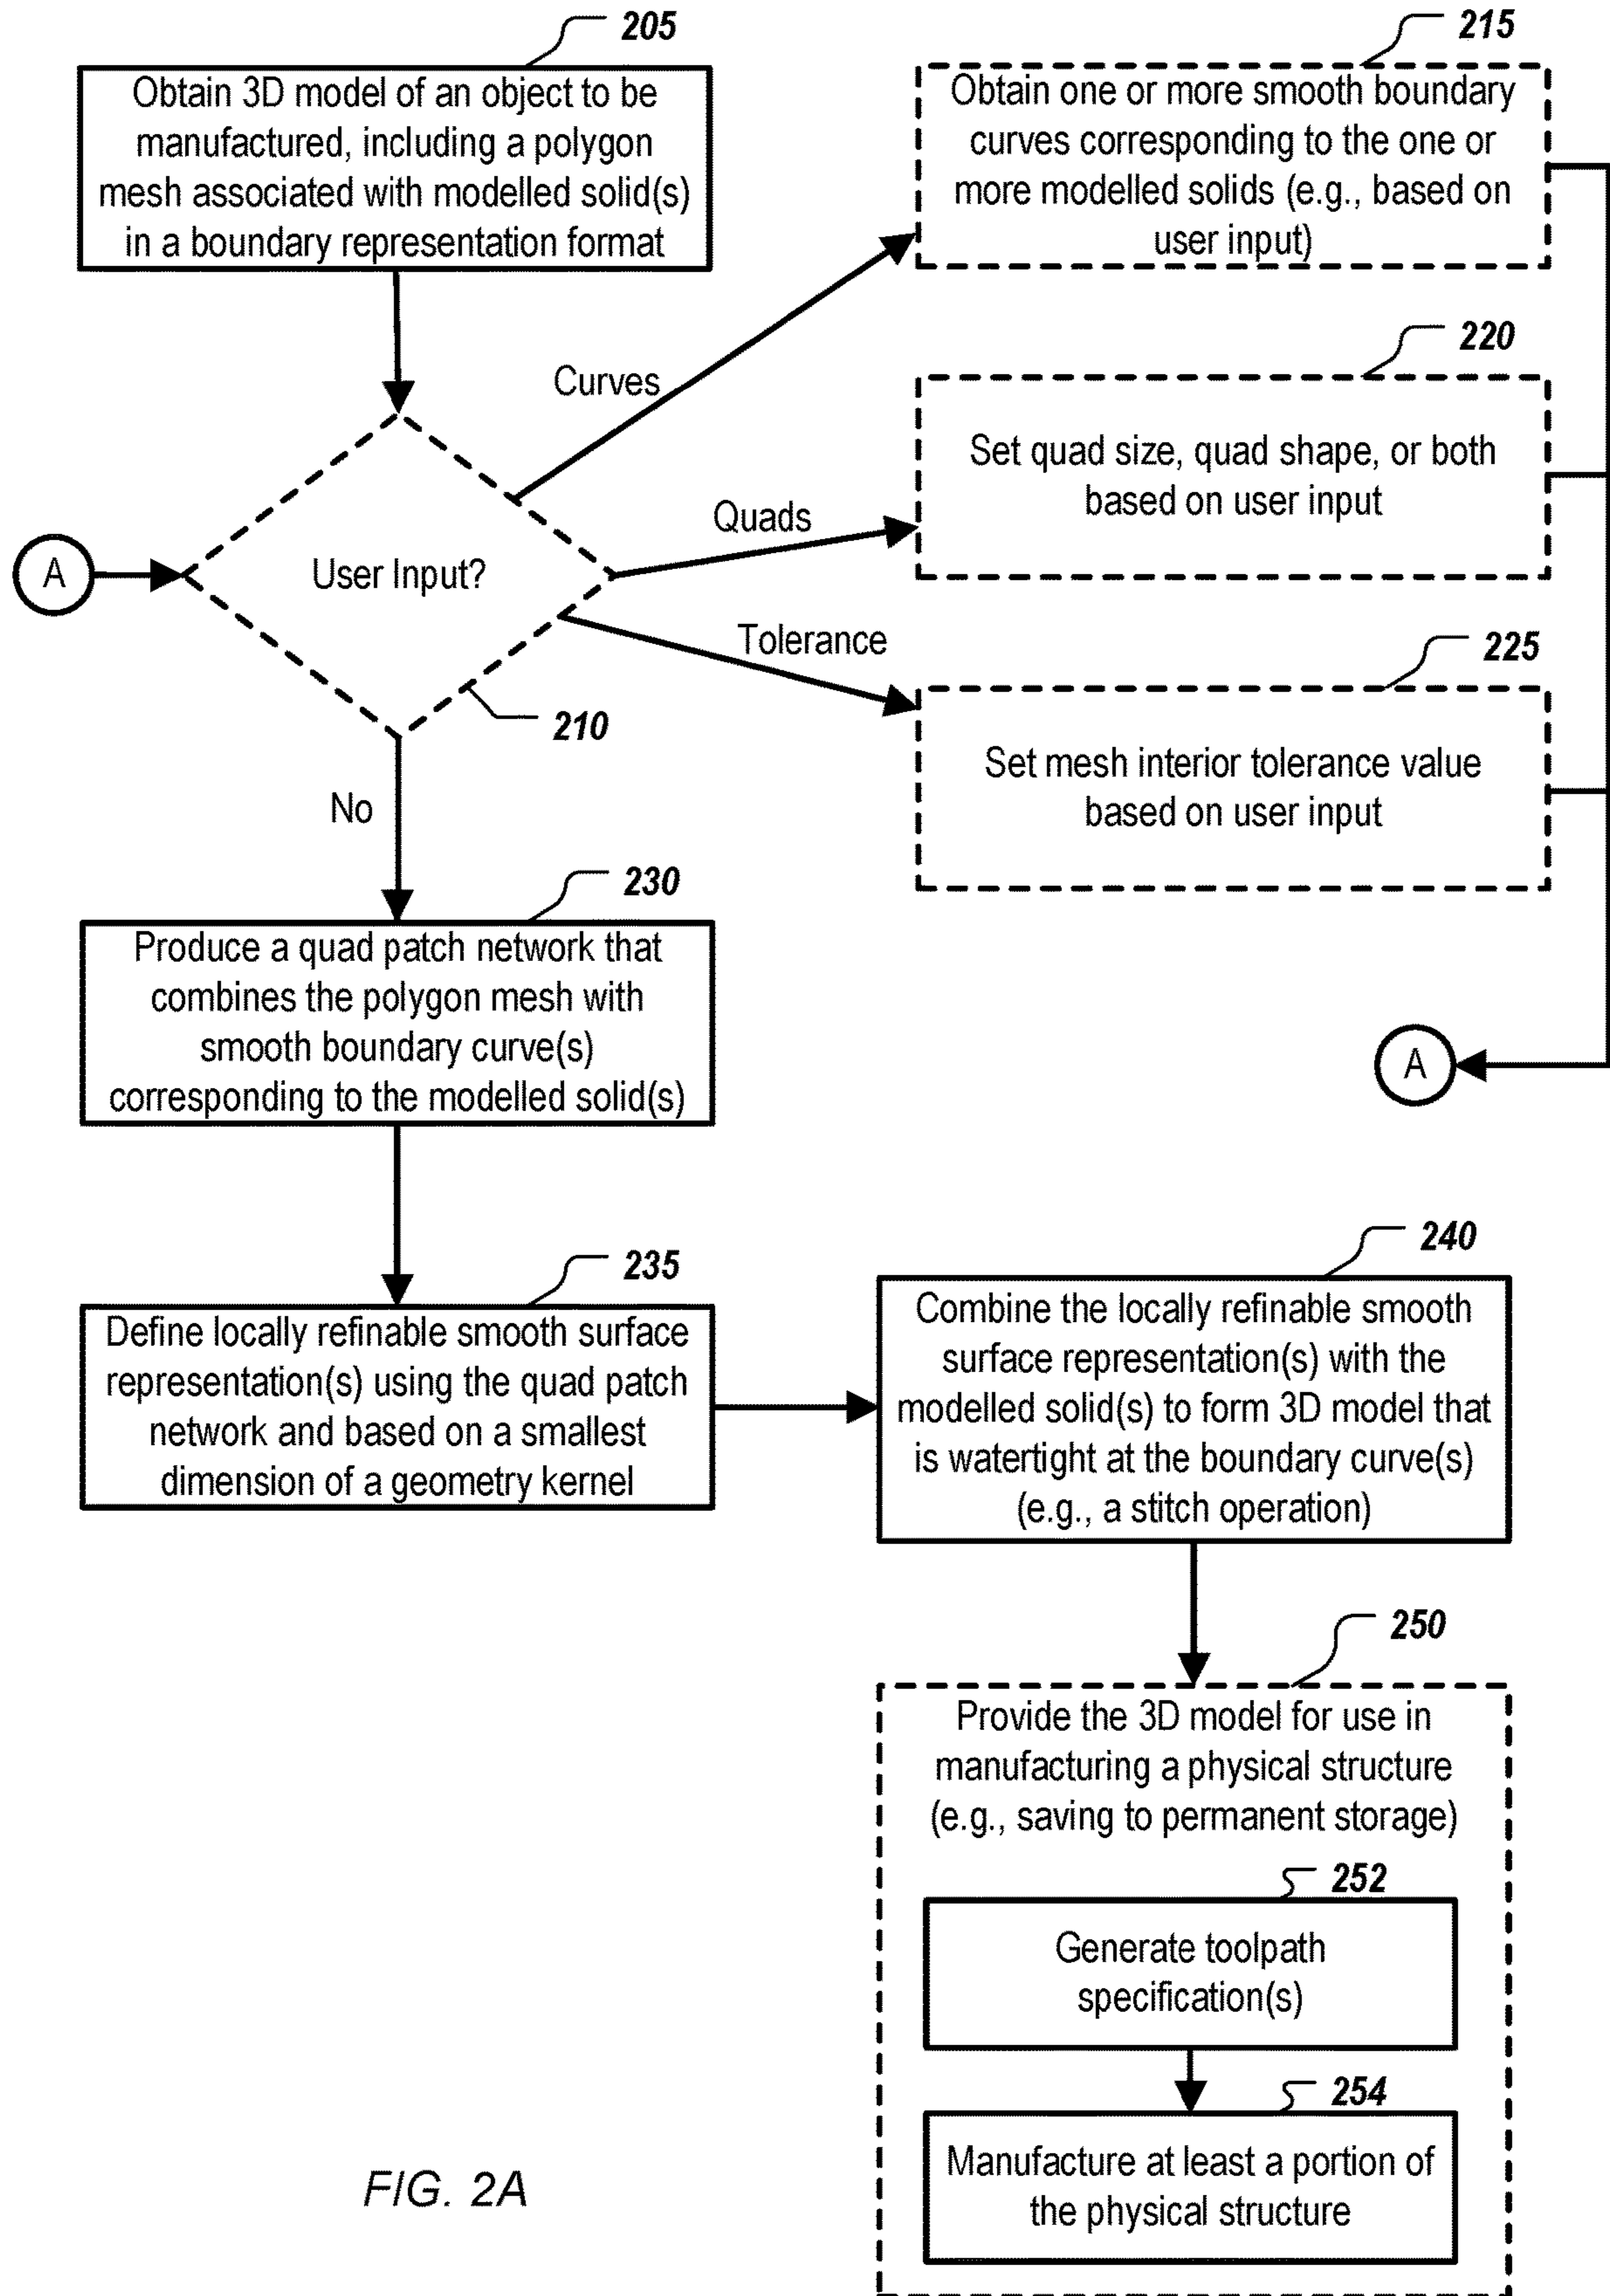 205
Obtain 3D model of an object to be
manufactured, including a polygon
mesh associated with modelled solid(s)
in a boundary representation format
215
Obtain one or more smooth boundary
curves corresponding to the one or
more modelled solids (e.g., based on
user input)
Curves
220
Set quad size, quad shape, or both
based on user input
Quads
A
User Input?
Tolerance
225
Set mesh interior tolerance value
based on user input
210
No
230
Produce a quad patch network that
combines the polygon mesh with
smooth boundary curve(s)
corresponding to the modelled solid(s)
A
235
Define locally refinable smooth surface
representation(s) using the quad patch
network and based on a smallest
dimension of a geometry kernel
240
Combine the locally refinable smooth
surface representation(s) with the
modelled solid(s) to form 3D model that
is watertight at the boundary curve(s)
(e.g., a stitch operation)
250
Provide the 3D model for use in
manufacturing a physical structure
(e.g., saving to permanent storage)
252
Generate toolpath
specification(s)
254
Manufacture at least a portion of
the physical structure
FIG. 2A